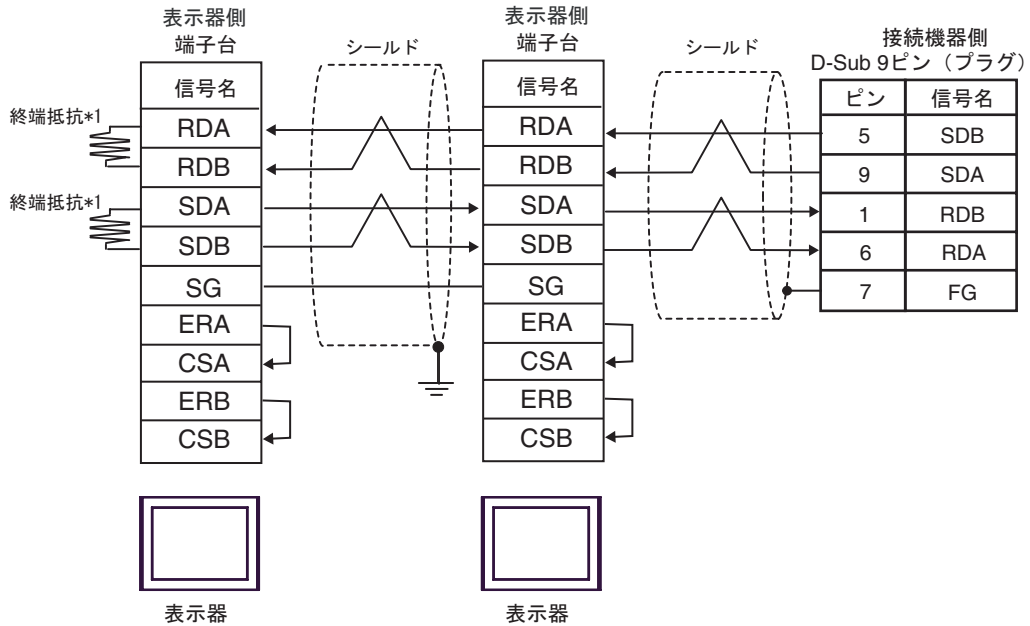 表示器側
端子台
信号名
RDA
RDB
SDA
SDB
SG
ERA
CSA
ERB
CSB
終端抵抗*1
終端抵抗*1
シールド
表示器
表示器側
端子台
信号名
RDA
RDB
SDA
SDB
SG
ERA
CSA
ERB
CSB
シールド
表示器
接続機器側
D-Sub 9ピン（プラグ）
ピン 信号名
5 SDB
9 SDA
1 RDB
6 RDA
7 FG